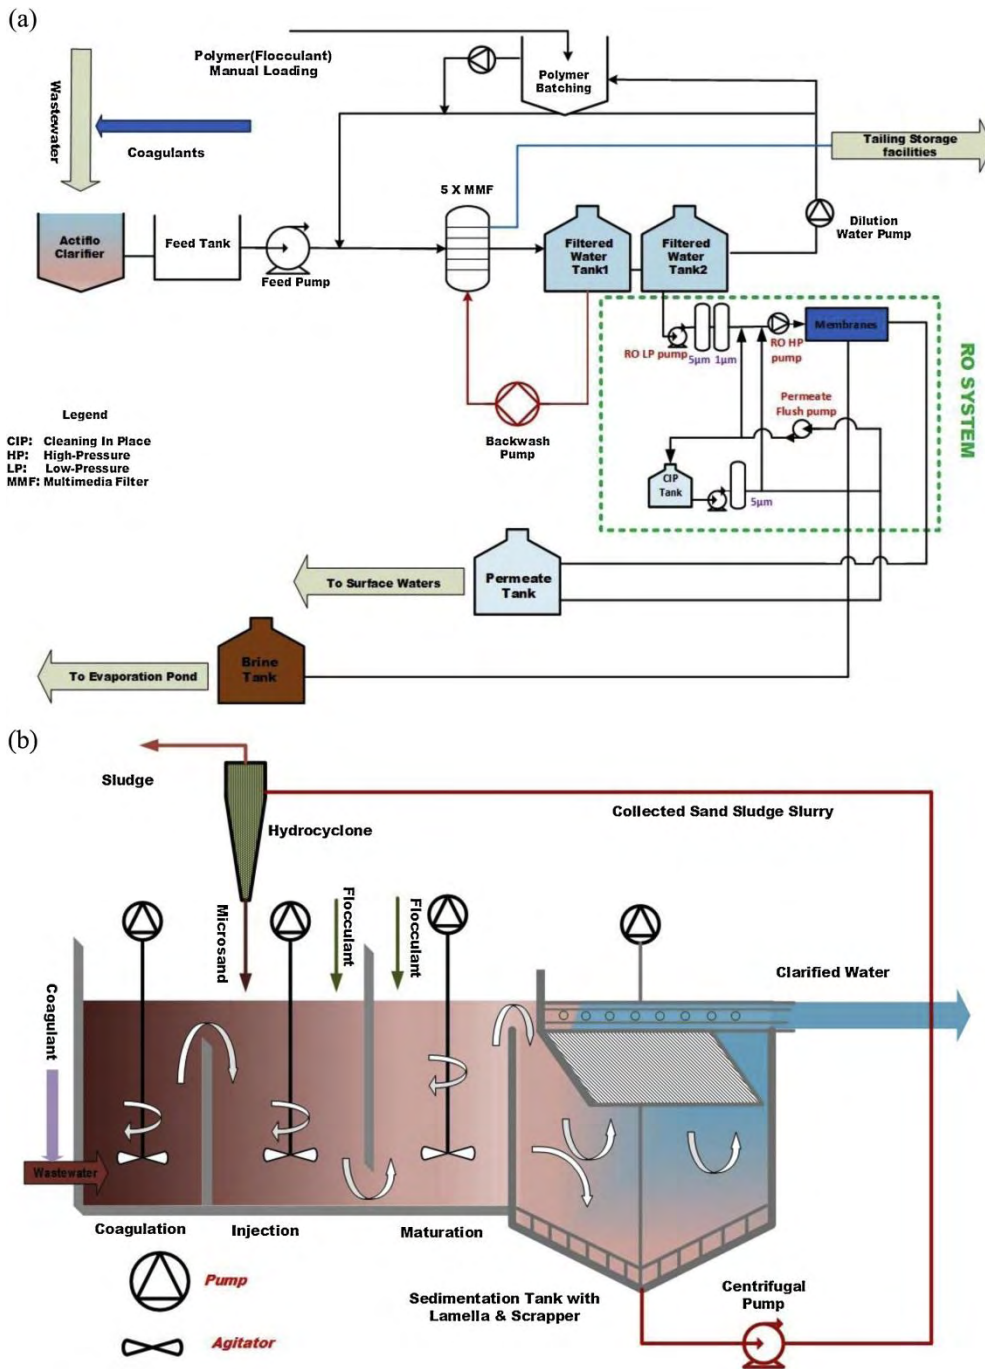 (a)
Polymer(Flocculant)
Manual Loading
Polymer
Batching
Wastewater
Coagulants
Tailing Storage
facilities
5 X MMF
Actiflo
Clarifier
Feed Tank
Feed Pump
Filtered
Water
Tank1
Filtered
Water
Tank2
Dilution
Water Pump
RO LP pump
5µm
1µm
RO HP
pump
Membranes
RO SYSTEM
Permeate
Flush pump
CIP
Tank
5µm
Backwash
Pump
Legend
CIP: Cleaning In Place
HP: High-Pressure
LP: Low-Pressure
MMF: Multimedia Filter
To Surface Waters
Permeate
Tank
To Evaporation Pond
Brine
Tank
(b)
Sludge
Hydrocyclone
Collected Sand Sludge Slurry
Microsand
Flocculant
Flocculant
Clarified Water
Coagulant
Wastewater
Coagulation
Injection
Maturation
Pump
Agitator
Sedimentation Tank with
Lamella & Scrapper
Centrifugal
Pump